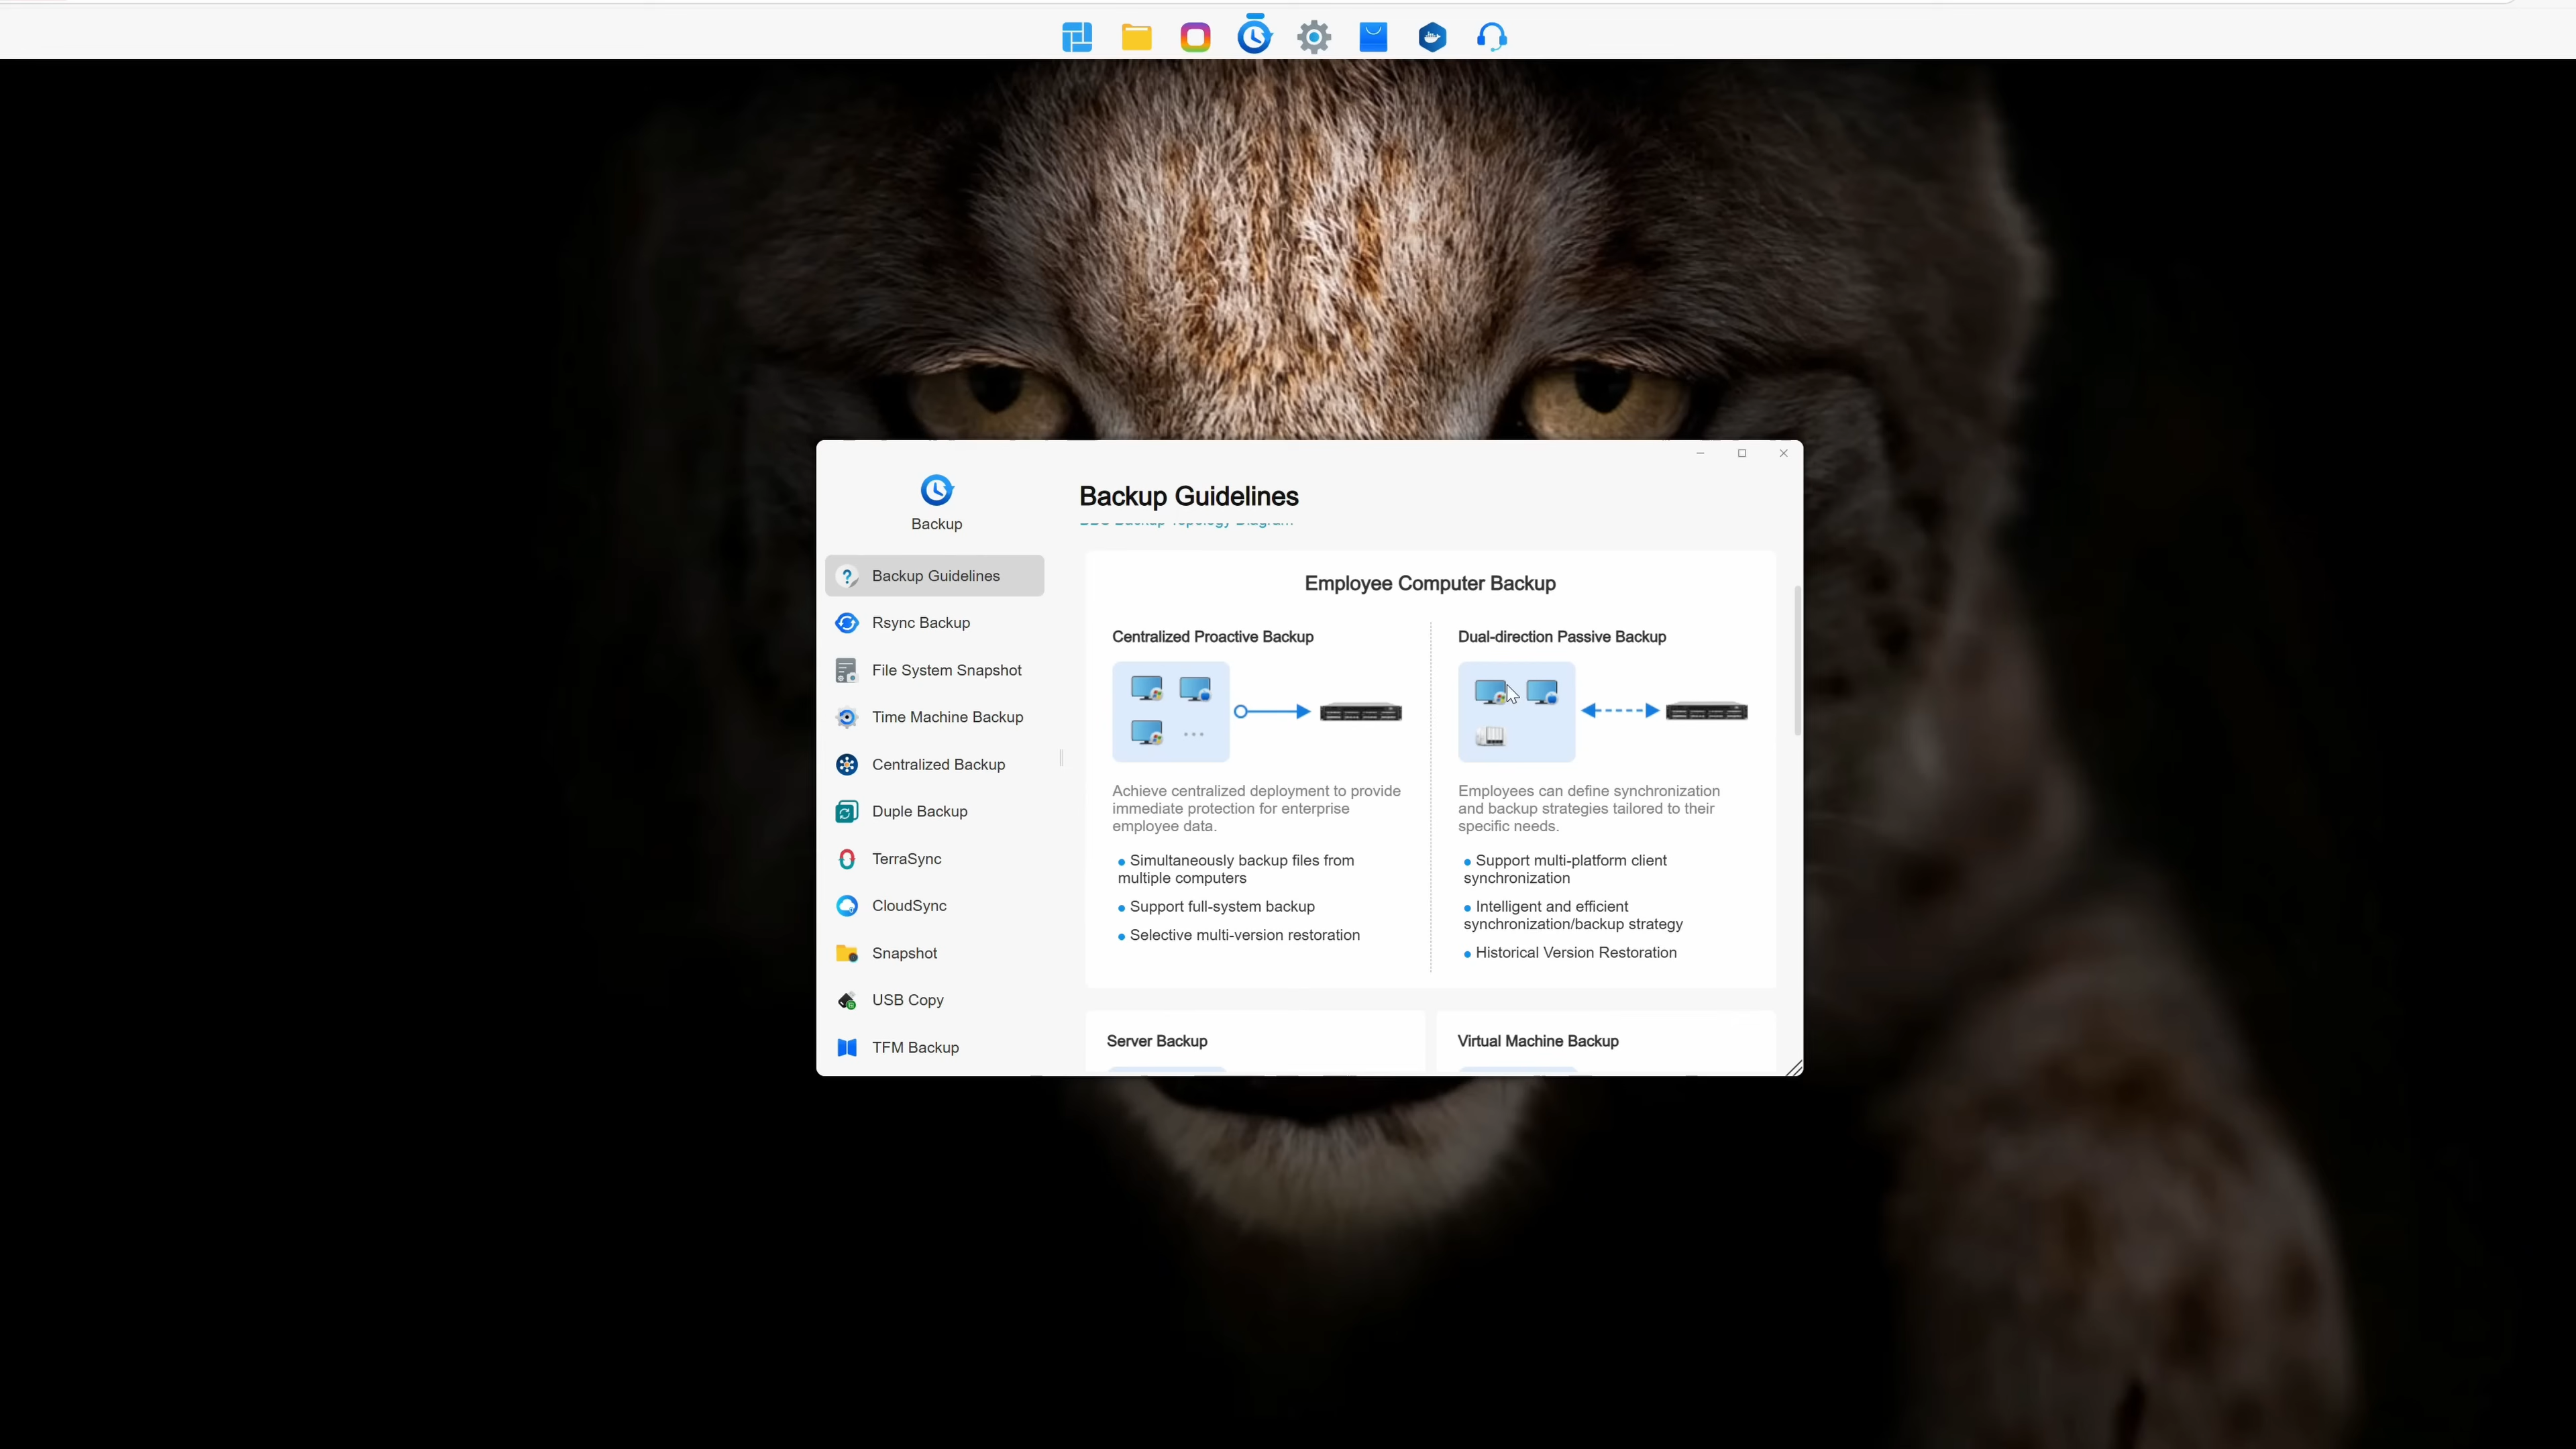 Backup
Backup Guidelines
Rsync Backup
File System Snapshot
Time Machine Backup
Centralized Backup
Duple Backup
TerraSync
CloudSync
Snapshot
USB Copy
TFM Backup
Backup Guidelines
Backup Topology Diagram
Employee Computer Backup
Centralized Proactive Backup
Achieve centralized deployment to provide
immediate protection for enterprise
employee data.
● Simultaneously backup files from
multiple computers
● Support full-system backup
● Selective multi-version restoration
Dual-direction Passive Backup
Employees can define synchronization
and backup strategies tailored to their
specific needs.
● Support multi-platform client
synchronization
● Intelligent and efficient
synchronization/backup strategy
● Historical Version Restoration
Server Backup
Virtual Machine Backup